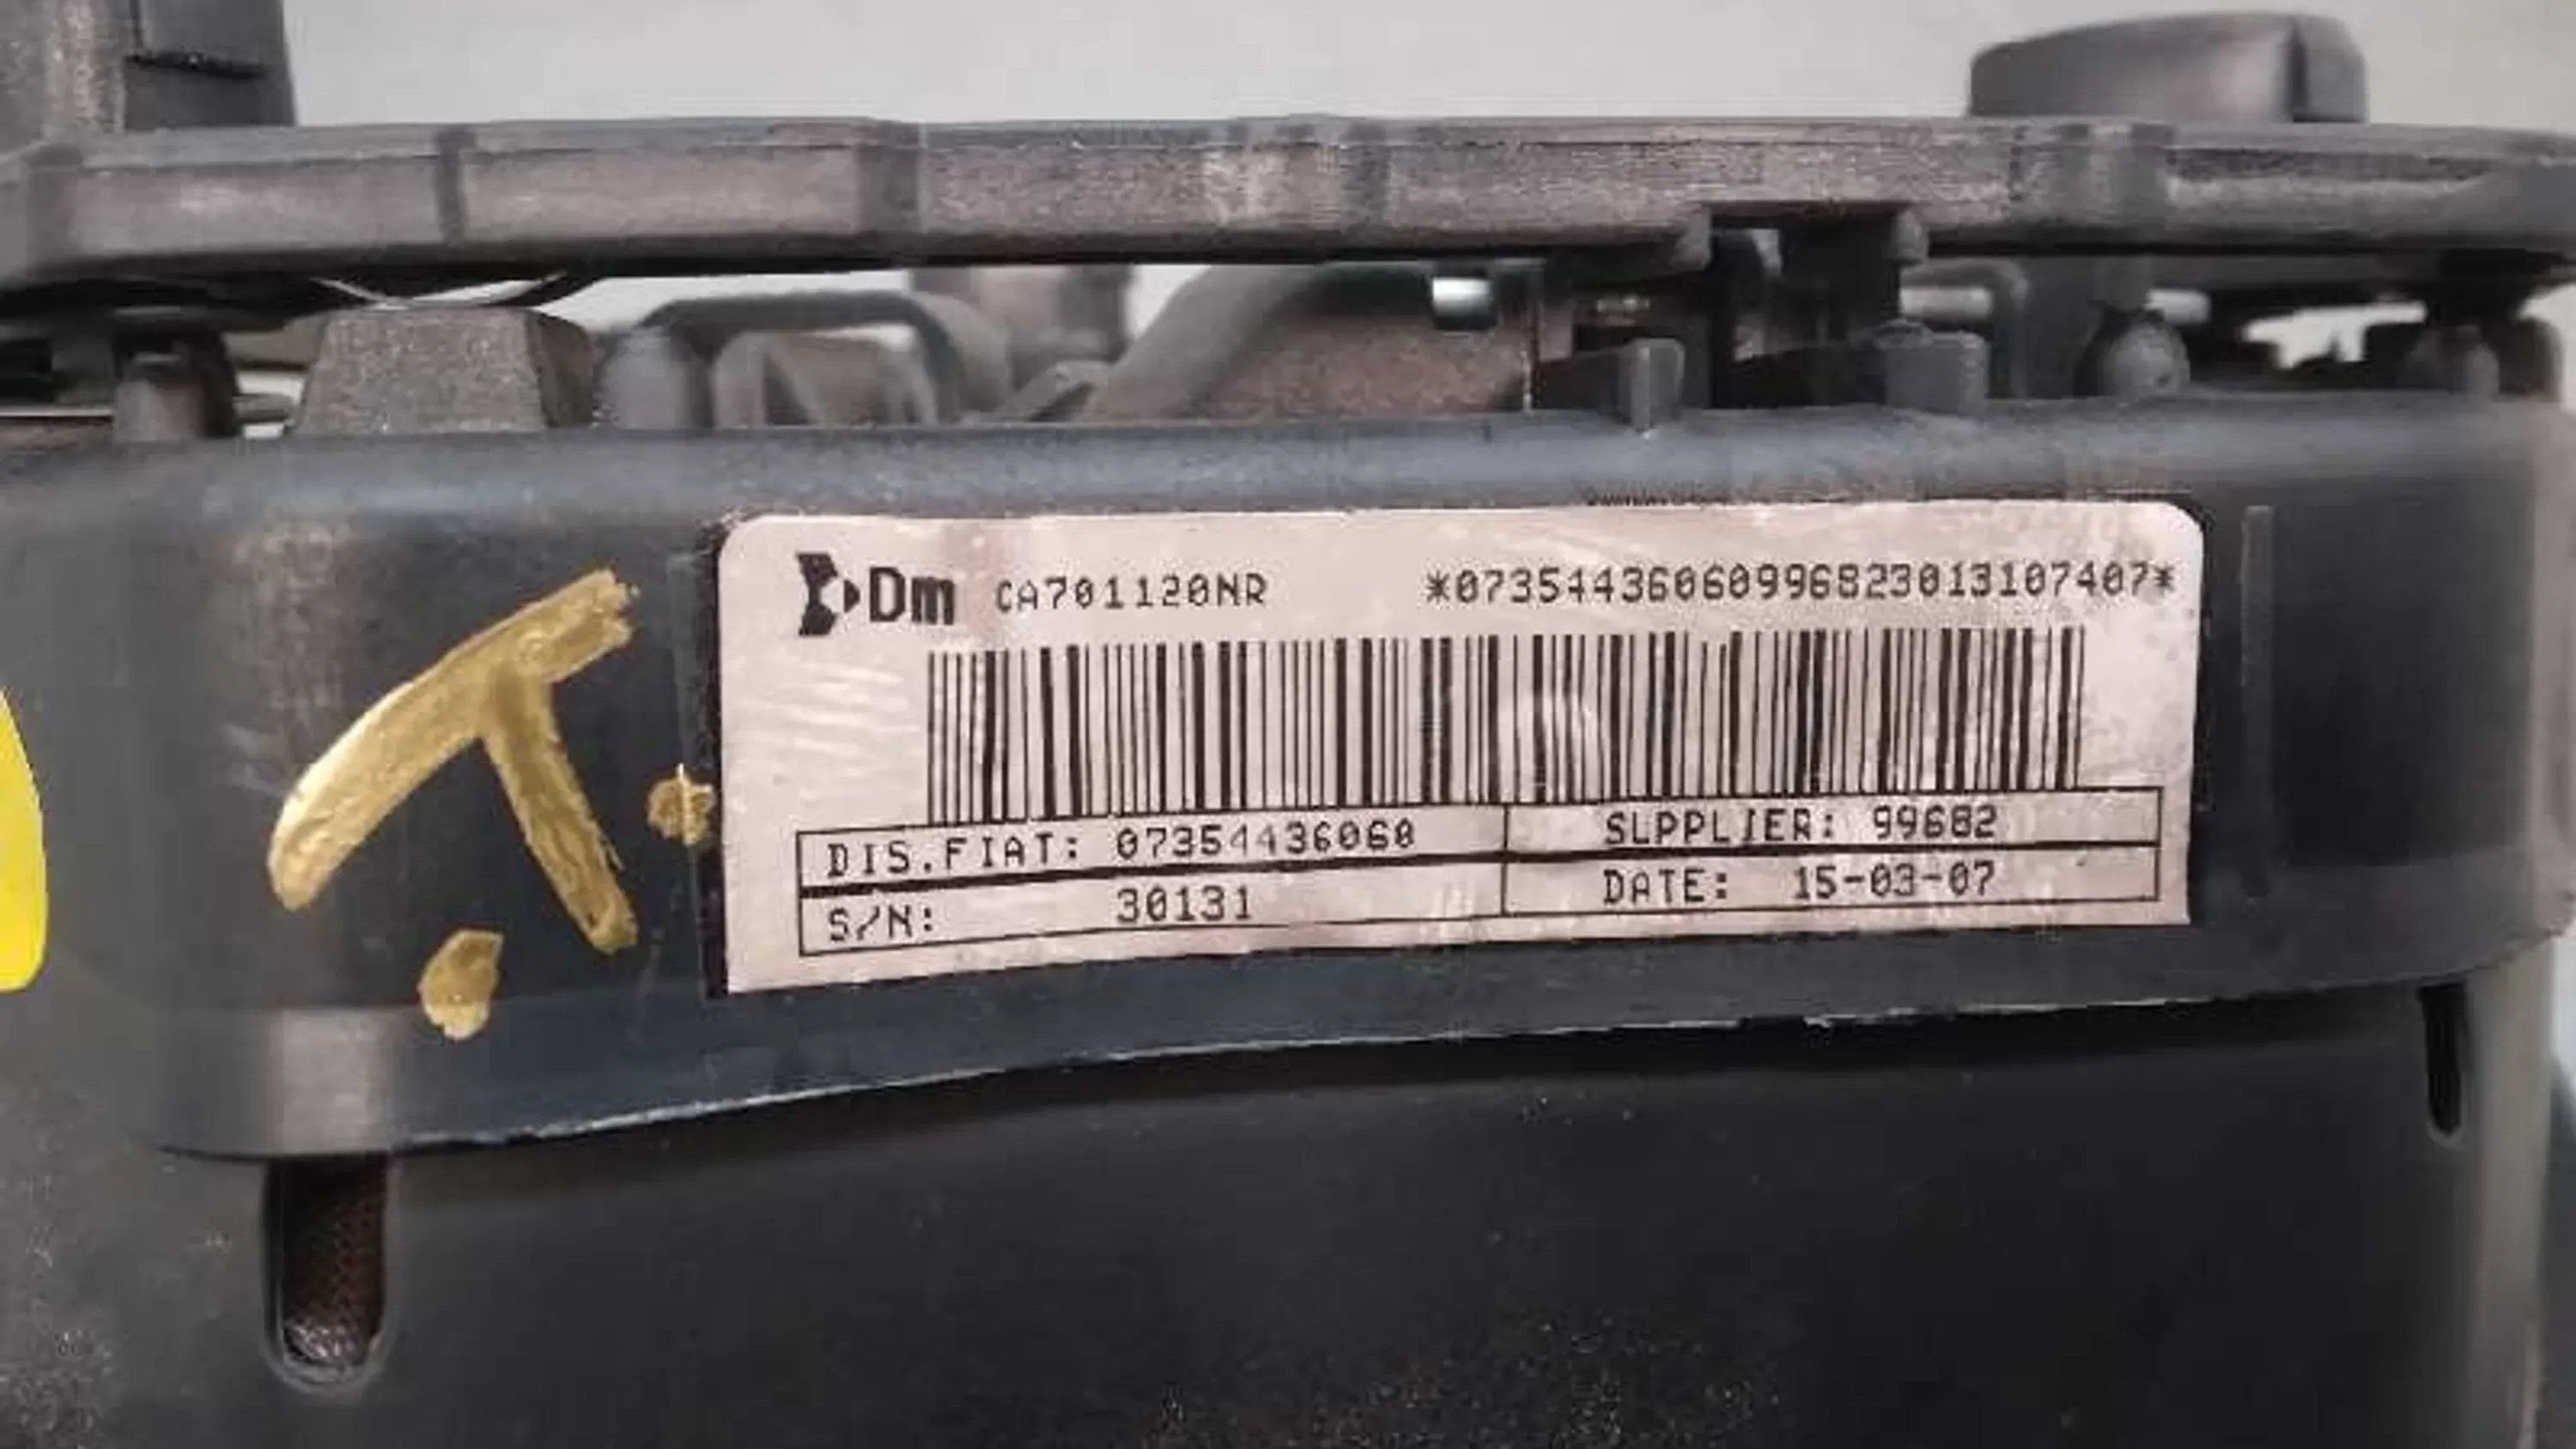 Dm CA701120NR *07354436060996823013107407*
DIS.FIAT: 07354436060 SUPPLIER: 99682
S/N: 30131 DATE: 15-03-07